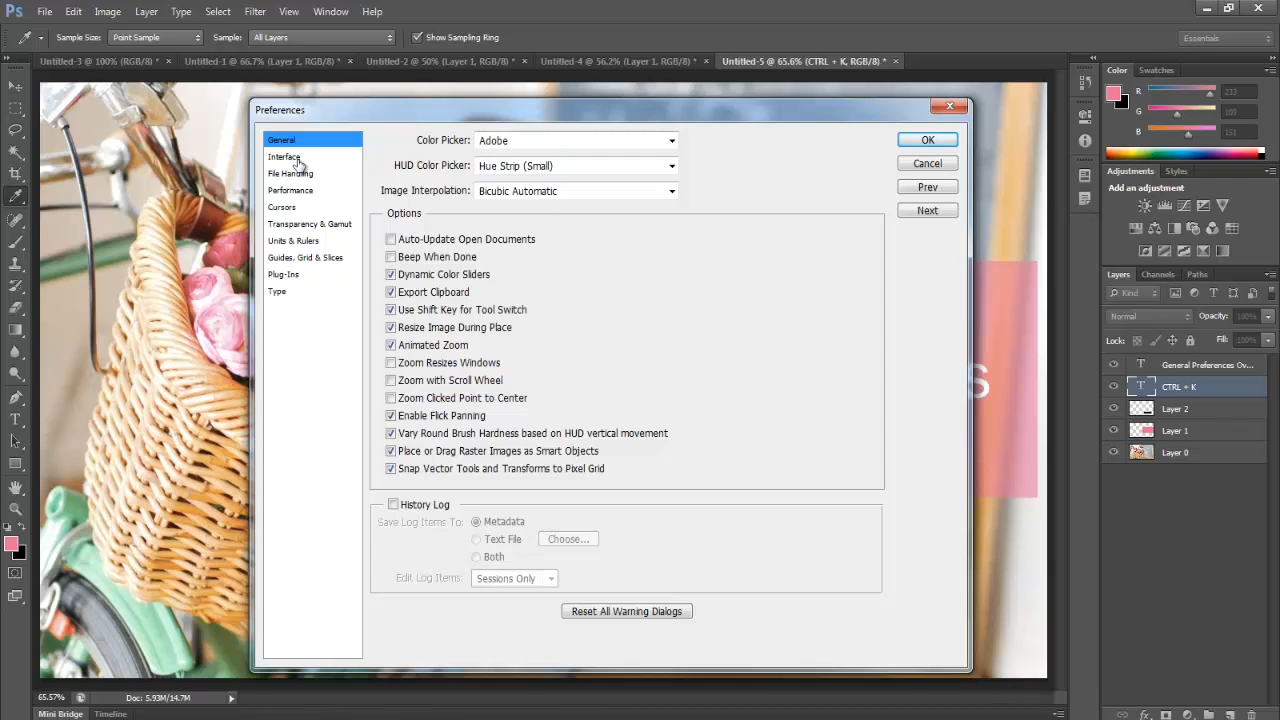 Ps File Edit Image Layer Type Select Filter View Window Help
Sample Size: Point Sample Sample: All Layers Show Sampling Ring Essentials
Untitled-3 @ 100% (RGB/8) * × Untitled-1 @ 66.7% (Layer 1, RGB/8) * × Untitled-2 @ 50% (Layer 1, RGB/8) * × Untitled-4 @ 56.2% (Layer 1, RGB/8) * × Untitled-5 @ 65.6% (CTRL + K, RGB/8) * ×
Preferences
General
Interface
File Handling
Performance
Cursors
Transparency & Gamut
Units & Rulers
Guides, Grid & Slices
Plug-Ins
Type
Color Picker: Adobe
HUD Color Picker: Hue Strip (Small)
Image Interpolation: Bicubic Automatic
Options
Auto-Update Open Documents
Beep When Done
Dynamic Color Sliders
Export Clipboard
Use Shift Key for Tool Switch
Resize Image During Place
Animated Zoom
Zoom Resizes Windows
Zoom with Scroll Wheel
Zoom Clicked Point to Center
Enable Flick Panning
Vary Round Brush Hardness based on HUD vertical movement
Place or Drag Raster Images as Smart Objects
Snap Vector Tools and Transforms to Pixel Grid
History Log
Save Log Items To: Metadata
Text File Choose...
Both
Edit Log Items: Sessions Only
Reset All Warning Dialogs
OK
Cancel
Prev
Next
S
Color Swatches
R 233
G 109
B 151
Adjustments Styles
Add an adjustment
Layers Channels Paths
Kind
Normal Opacity: 100%
Lock: Fill: 100%
General Preferences Ov...
CTRL + K
Layer 2
Layer 1
Layer 0
65.57% Doc: 5.93M/14.7M
Mini Bridge Timeline